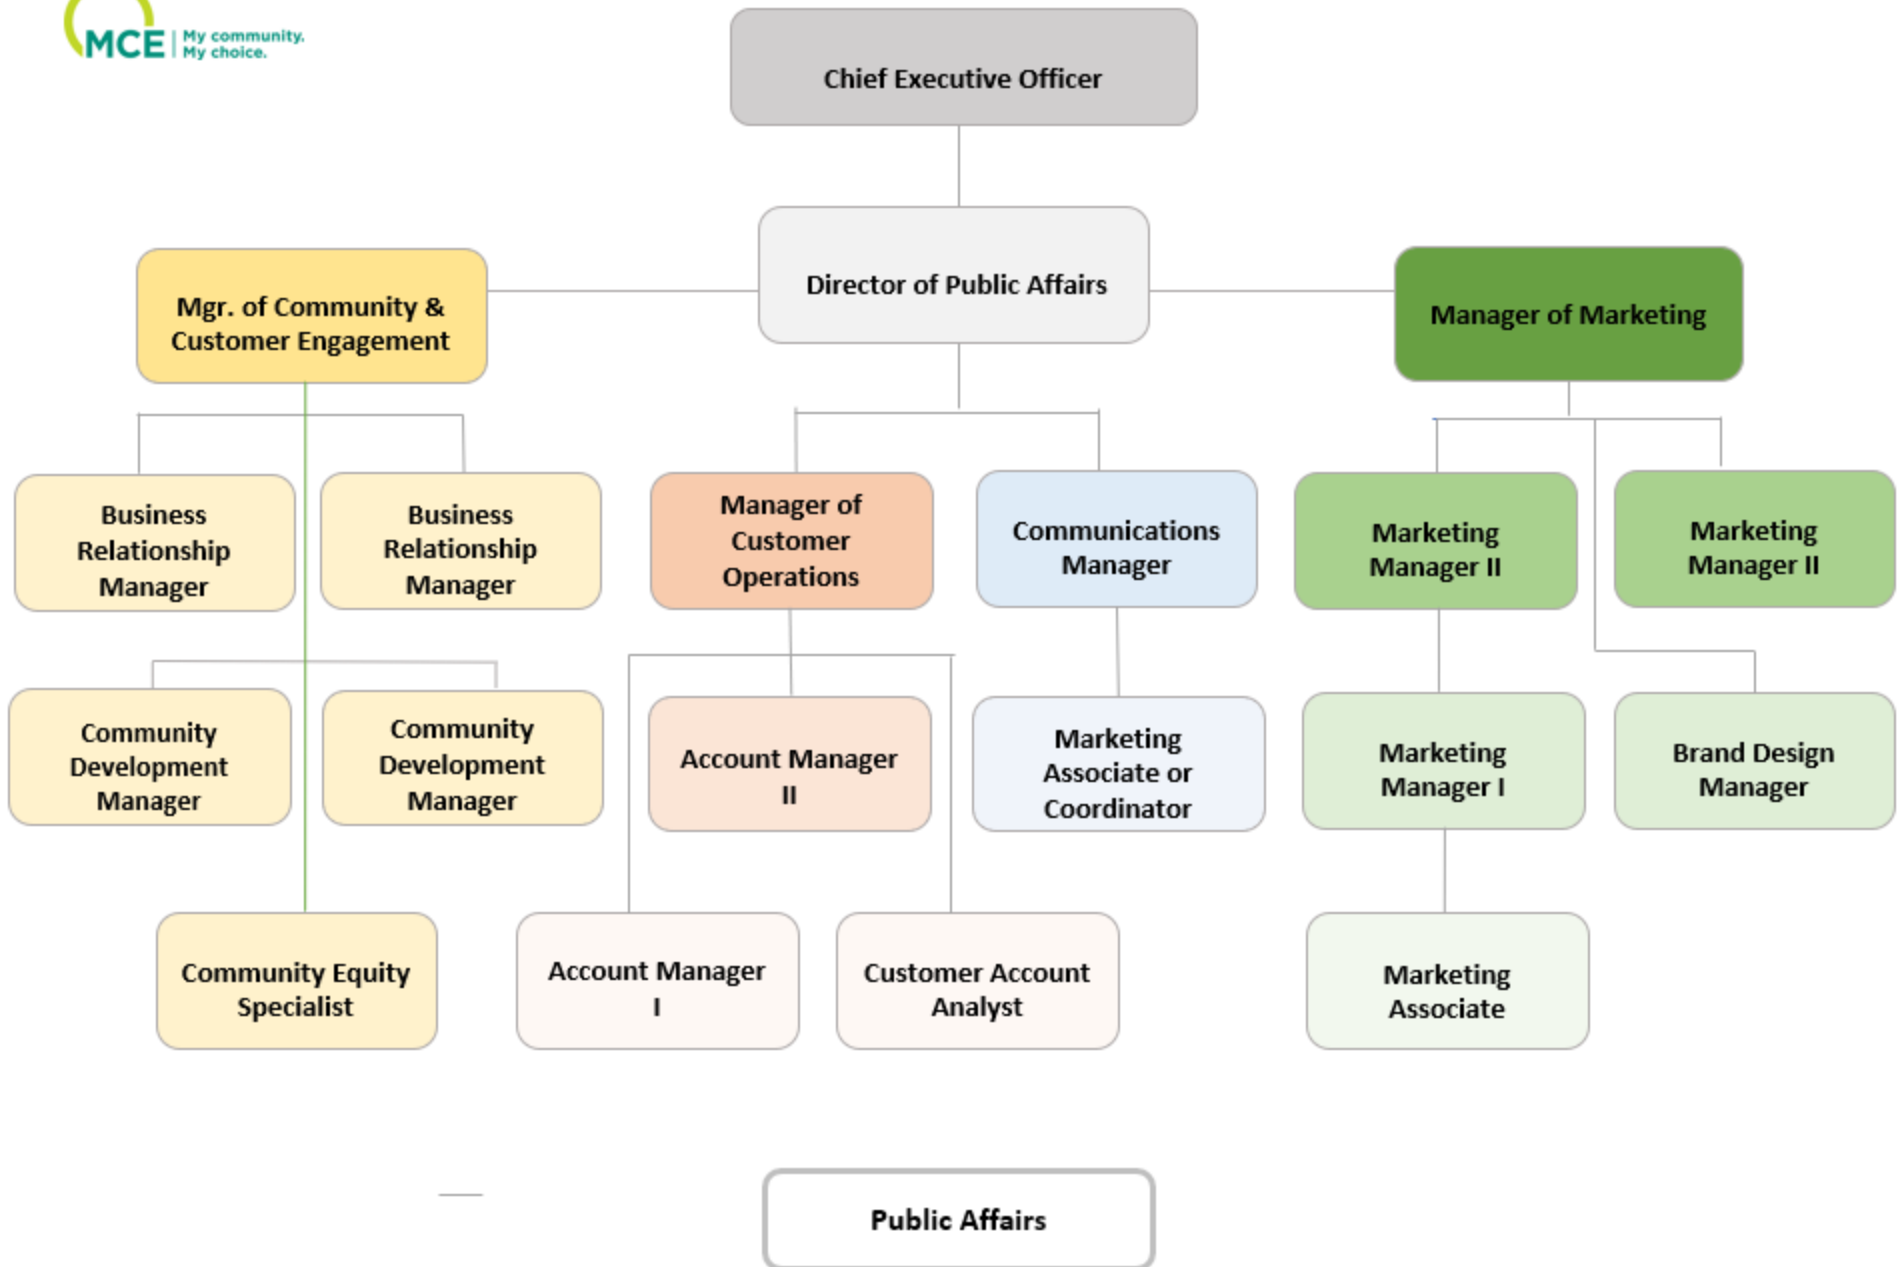 MCE
My community.
My choice.
Chief Executive Officer
Director of Public Affairs
Mgr. of Community &
Customer Engagement
Manager of Marketing
Business
Relationship
Manager
Business
Relationship
Manager
Manager of
Customer
Operations
Communications
Manager
Marketing
Manager II
Marketing
Manager II
Community
Development
Manager
Community
Development
Manager
Account Manager
II
Marketing
Associate or
Coordinator
Marketing
Manager I
Brand Design
Manager
Community Equity
Specialist
Account Manager
I
Customer Account
Analyst
Marketing
Associate
Public Affairs